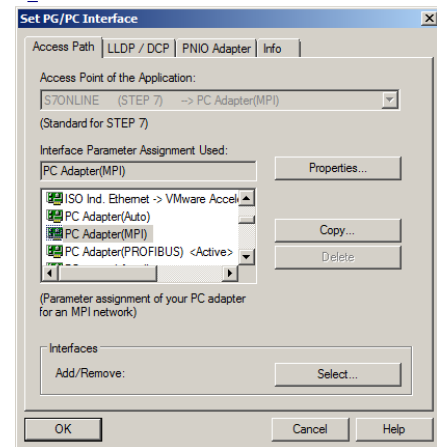 Set PG/PC Interface
Access Path LLDP / DCP PNIO Adapter Info
Access Point of the Application:
S7ONLINE (STEP 7) --> PC Adapter(MPI)
(Standard for STEP 7)
Interface Parameter Assignment Used:
PC Adapter(MPI)
Properties...
ISO Ind. Ethernet -> VMware Accel
PC Adapter(Auto)
PC Adapter(MPI)
Copy...
PC Adapter(PROFIBUS) <Active>
Delete
(Parameter assignment of your PC adapter
for an MPI network)
Interfaces
Add/Remove:
Select...
OK
Cancel
Help